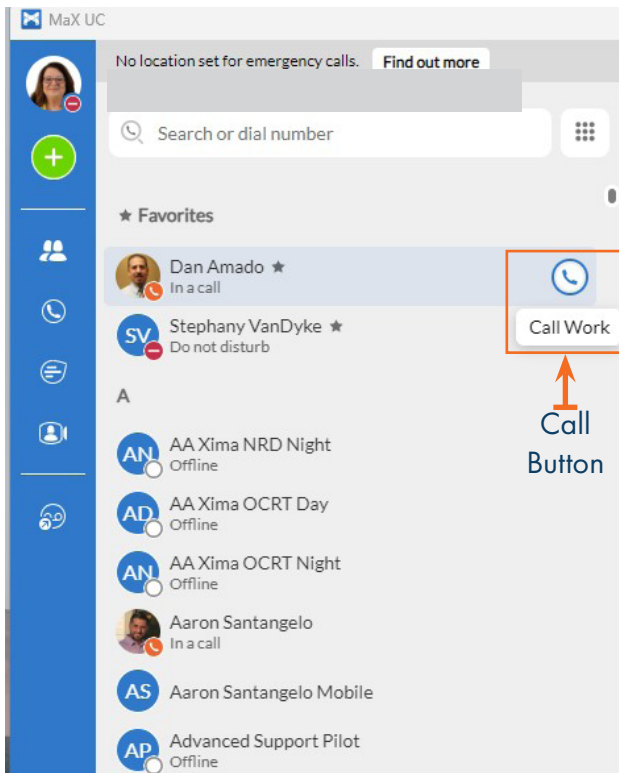 MaX UC
No location set for emergency calls. Find out more
Search or dial number
★ Favorites
Dan Amado ★
In a call
SV Stephany VanDyke ★
Do not disturb
Call Work
Call
Button
A
AN AA Xima NRD Night
Offline
AD AA Xima OCRT Day
Offline
AN AA Xima OCRT Night
Offline
Aaron Santangelo
In a call
AS Aaron Santangelo Mobile
AP Advanced Support Pilot
Offline